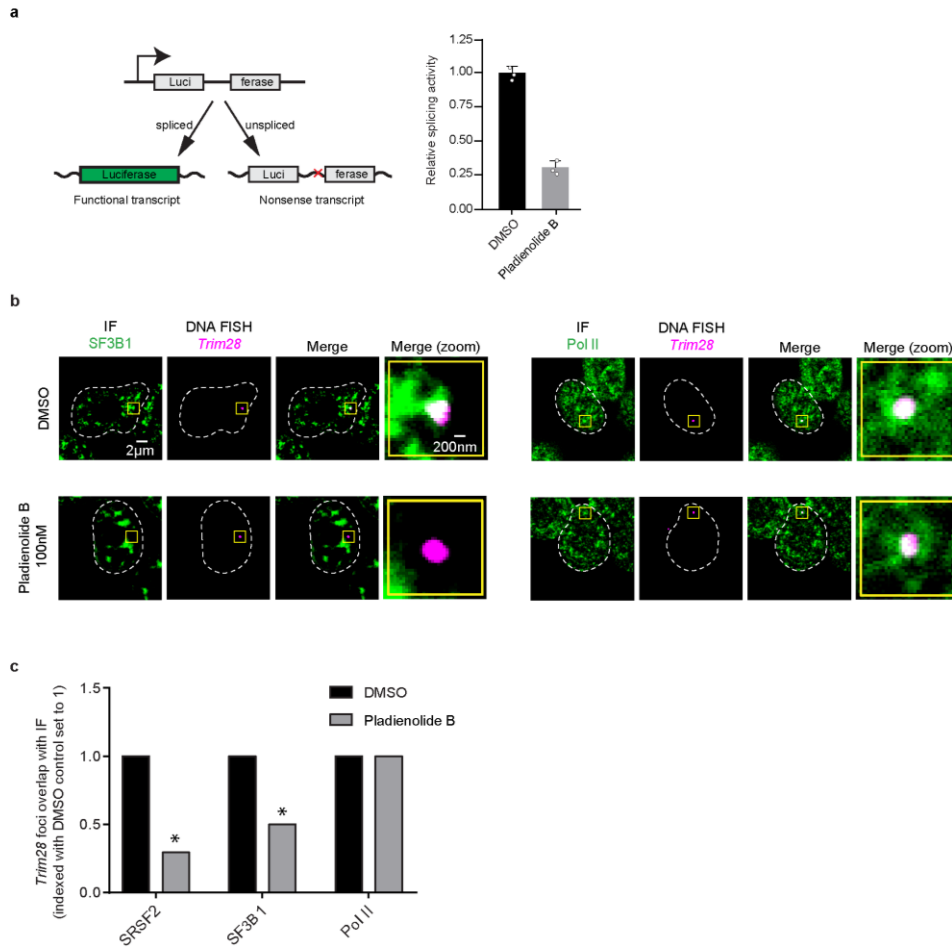 a
Luci
ferase
spliced
unspliced
Luciferase
Luci
ferase
Functional transcript
Nonsense transcript
Relative splicing activity
1.25
1.00
0.75
0.50
0.25
0.00
DMSO
Pladienolide B
b
IF
SF3B1
DNA FISH
Trim28
Merge
Merge (zoom)
IF
Pol II
DNA FISH
Trim28
Merge
Merge (zoom)
DMSO
2μm
200nm
Pladienolide B
100nM
c
Trim28 foci overlap with IF
(indexed with DMSO control set to 1)
1.5
1.0
0.5
0.0
DMSO
Pladienolide B
*
*
SRSF2
SF3B1
Pol II